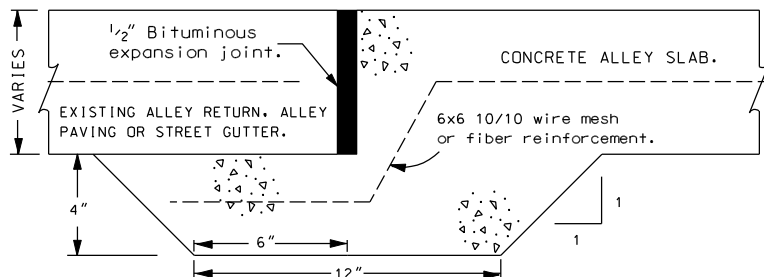 1/2" Bituminous
expansion joint.
CONCRETE ALLEY SLAB.
VARIES
EXISTING ALLEY RETURN, ALLEY
PAVING OR STREET GUTTER.
6x6 10/10 wire mesh
or fiber reinforcement.
4"
1
1
6"
12"